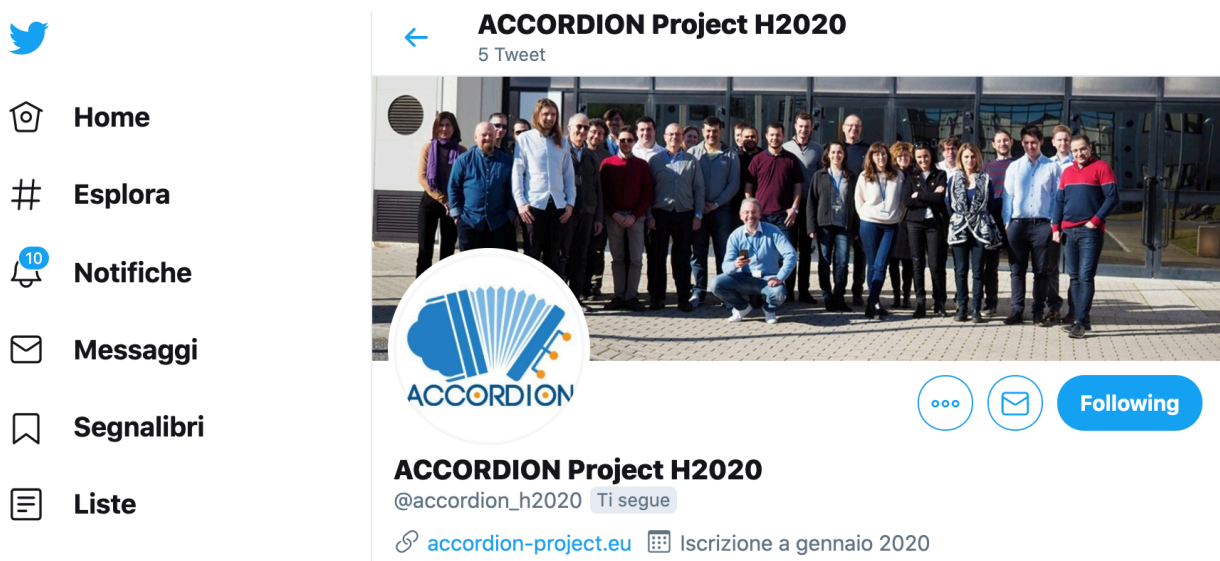 ACCORDION Project H2020
5 Tweet
Home
Esplora
10
Notifiche
Messaggi
Segnalibri
Liste
ACCORDION
Following
ACCORDION Project H2020
@accordion_h2020 Ti segue
accordion-project.eu Iscrizione a gennaio 2020